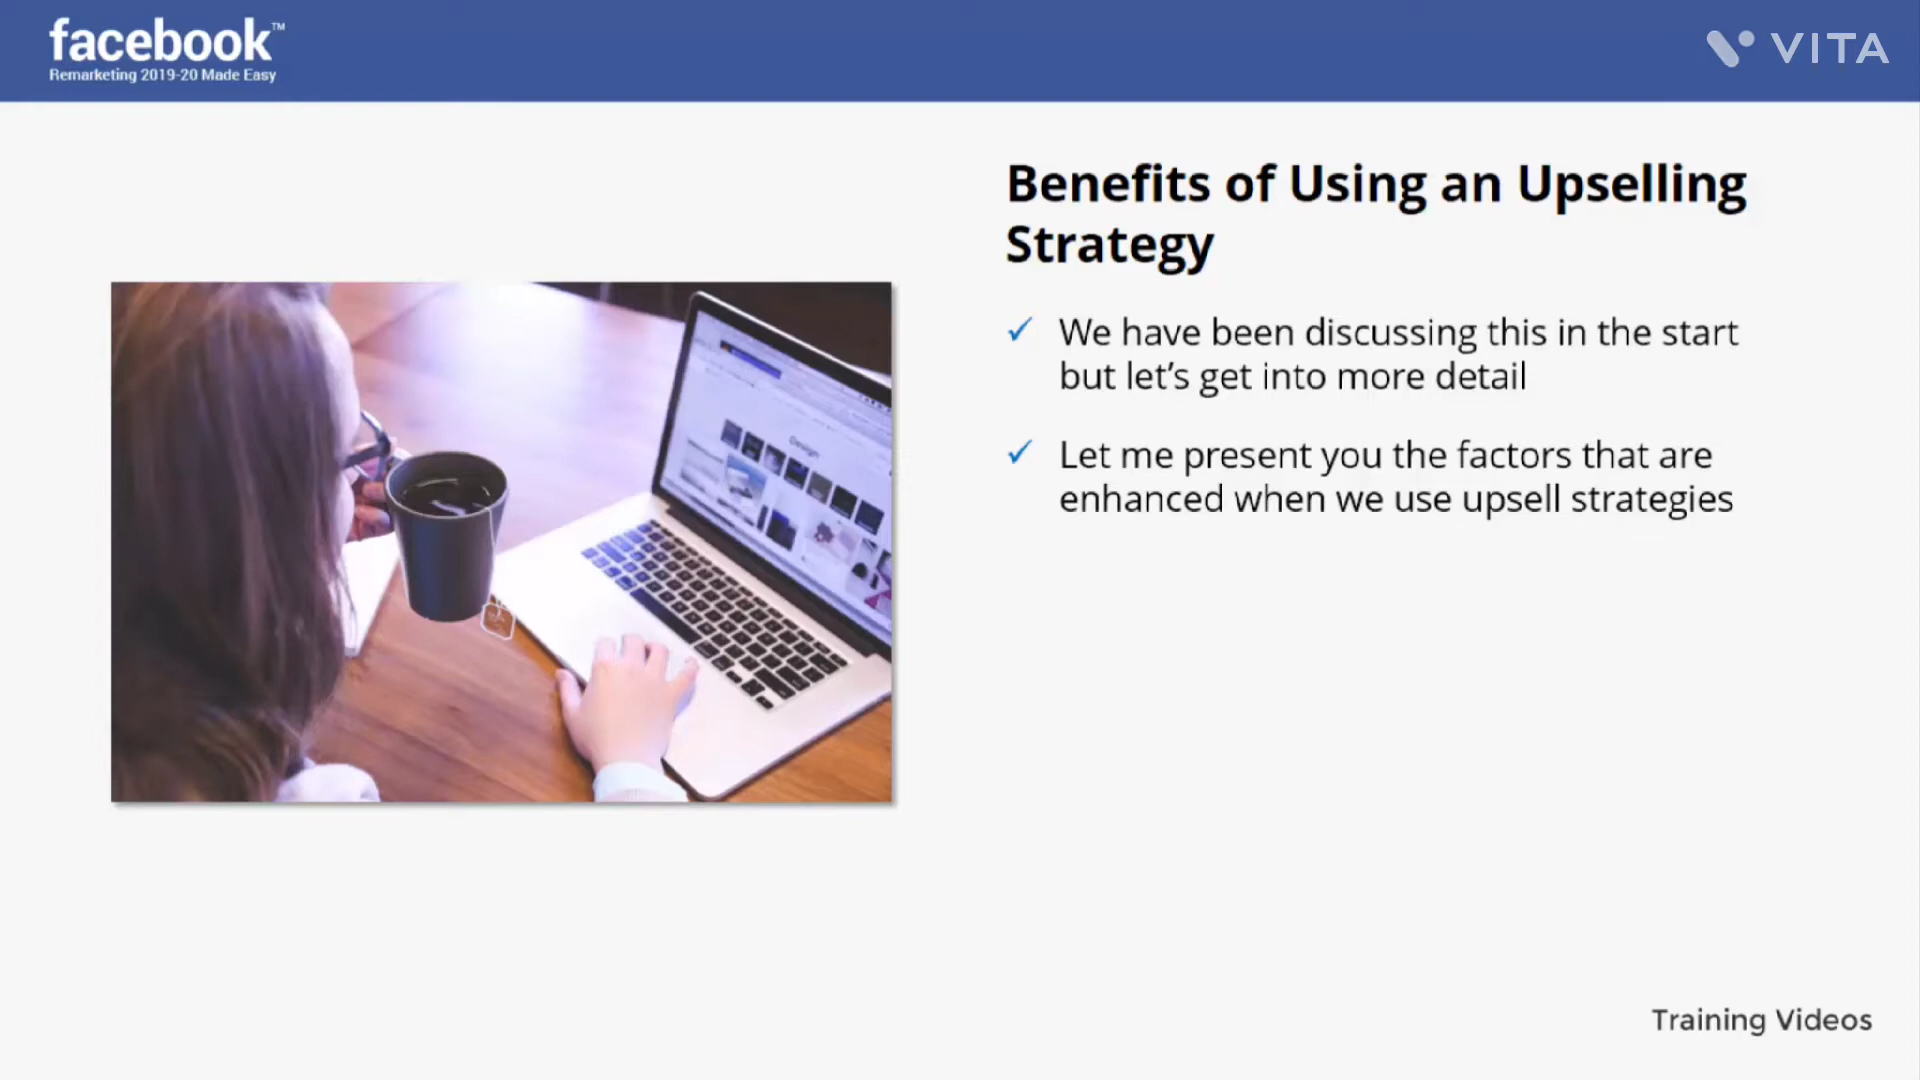 facebook™
Remarketing 2019-20 Made Easy
VITA
Benefits of Using an Upselling
Strategy
✓ We have been discussing this in the start
but let’s get into more detail
✓ Let me present you the factors that are
enhanced when we use upsell strategies
Design
Training Videos